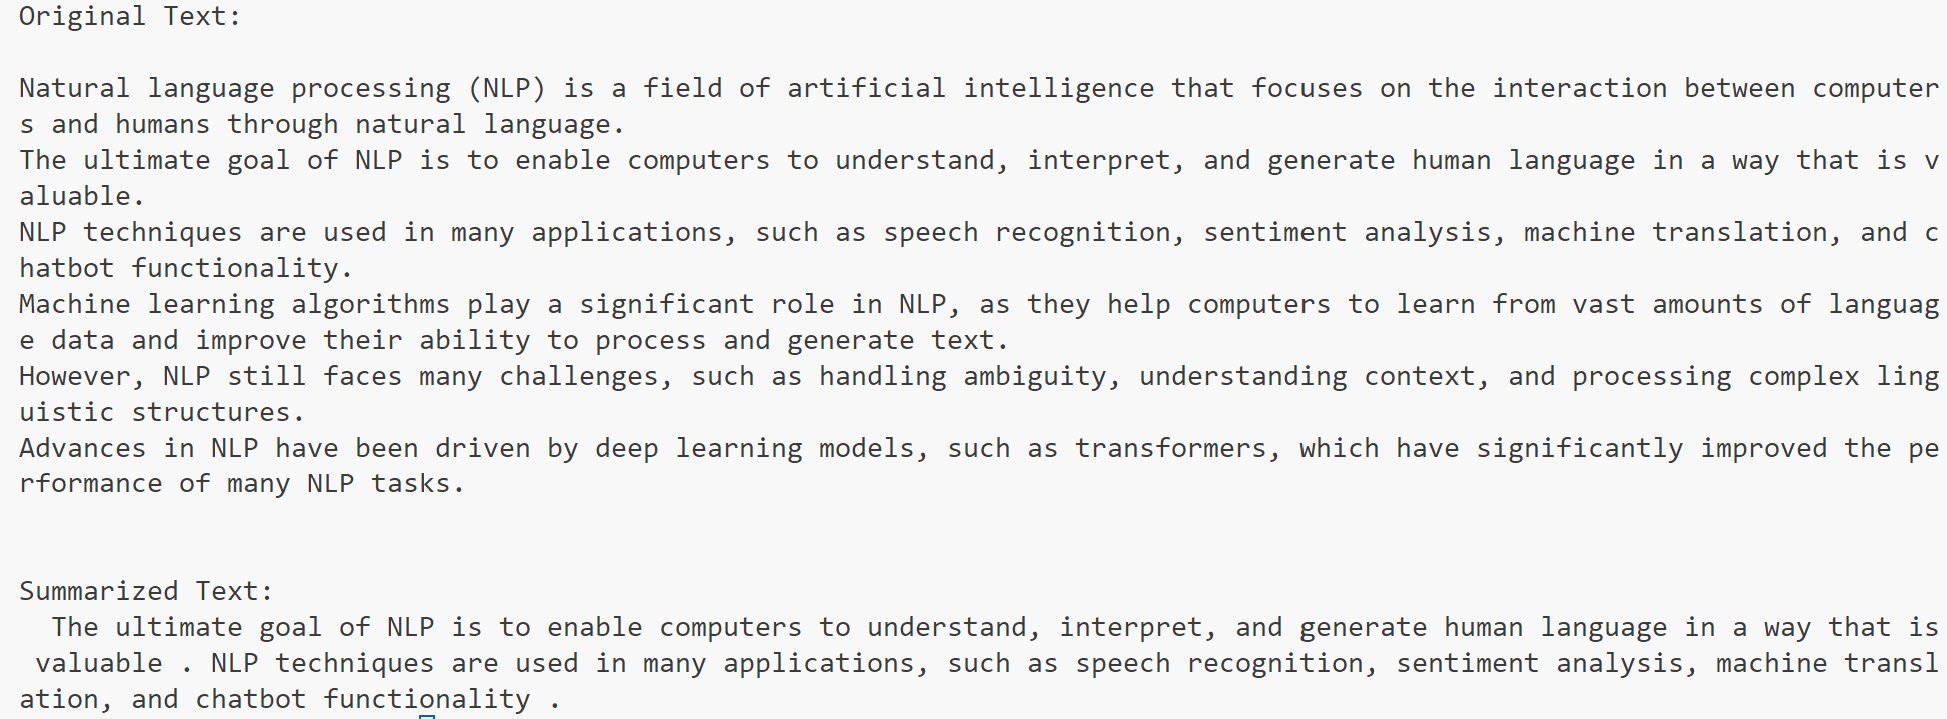 Original Text:
Natural language processing (NLP) is a field of artificial intelligence that focuses on the interaction between computer
s and humans through natural language.
The ultimate goal of NLP is to enable computers to understand, interpret, and generate human language in a way that is v
aluable.
NLP techniques are used in many applications, such as speech recognition, sentiment analysis, machine translation, and c
hatbot functionality.
Machine learning algorithms play a significant role in NLP, as they help computers to learn from vast amounts of languag
e data and improve their ability to process and generate text.
However, NLP still faces many challenges, such as handling ambiguity, understanding context, and processing complex ling
uistic structures.
Advances in NLP have been driven by deep learning models, such as transformers, which have significantly improved the pe
rformance of many NLP tasks.
Summarized Text:
The ultimate goal of NLP is to enable computers to understand, interpret, and generate human language in a way that is
valuable . NLP techniques are used in many applications, such as speech recognition, sentiment analysis, machine transl
ation, and chatbot functionality .